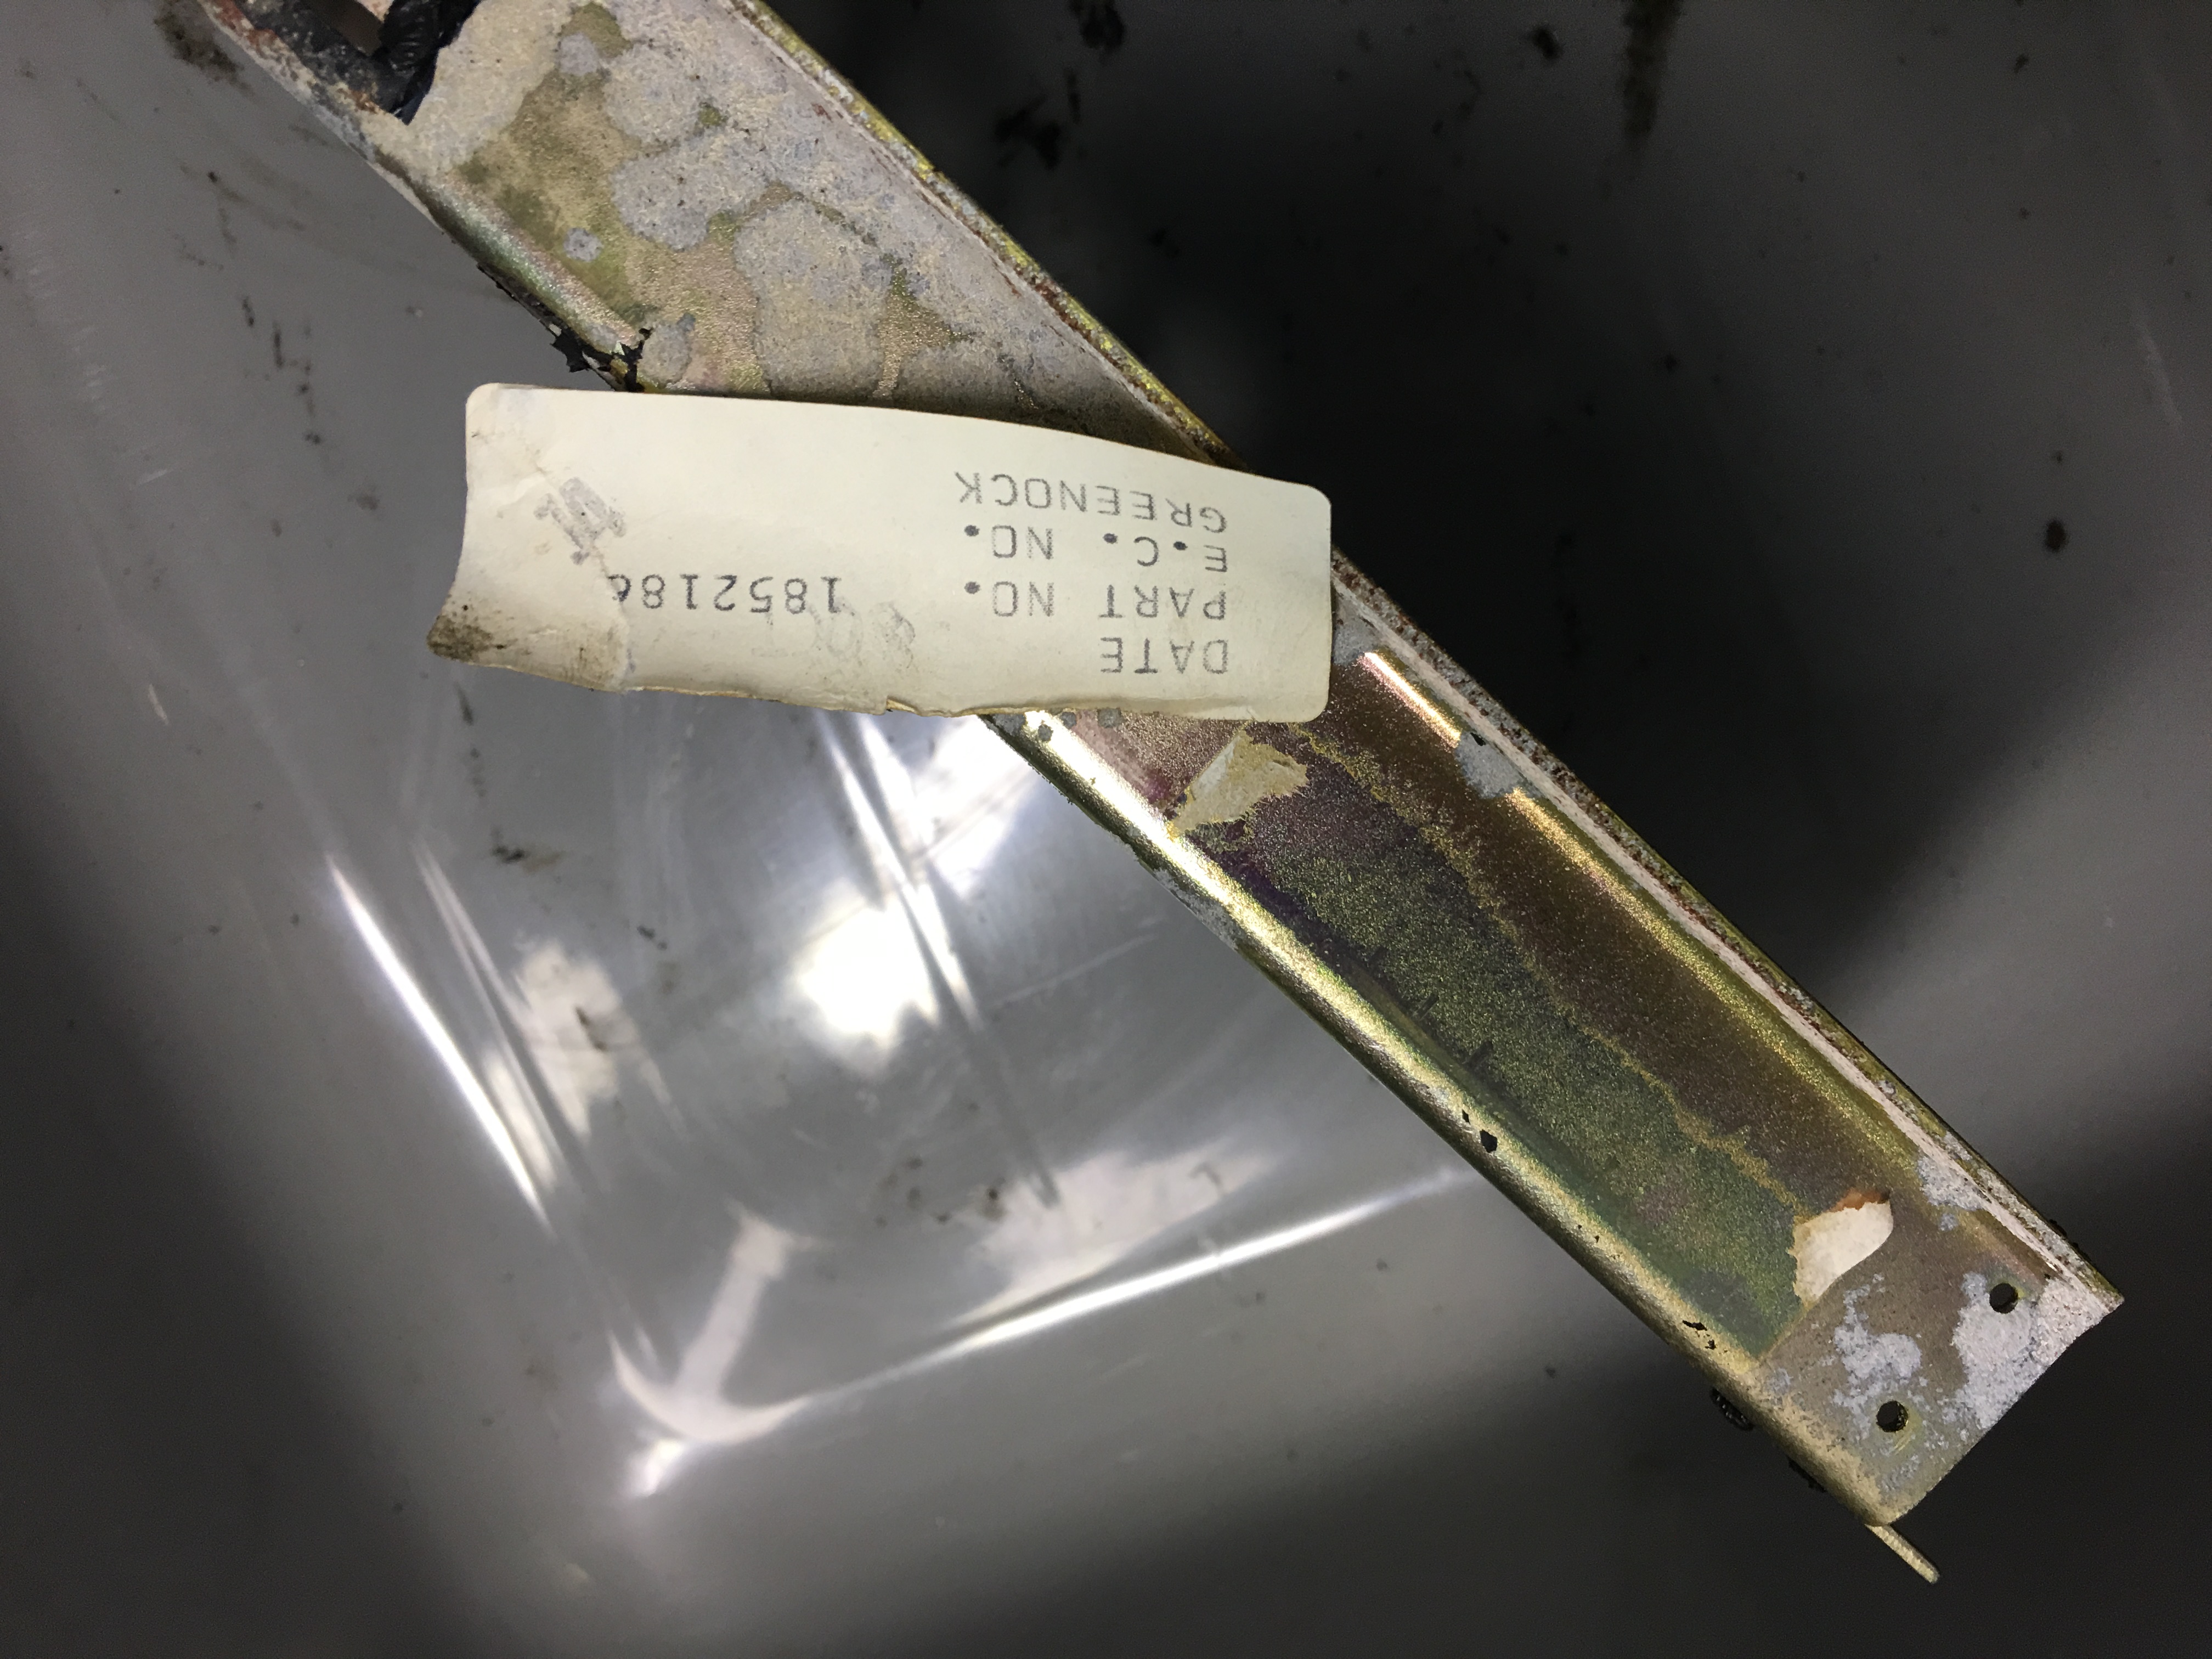 DATE
PART NO. 1852186
E.C. NO.
GREENOCK